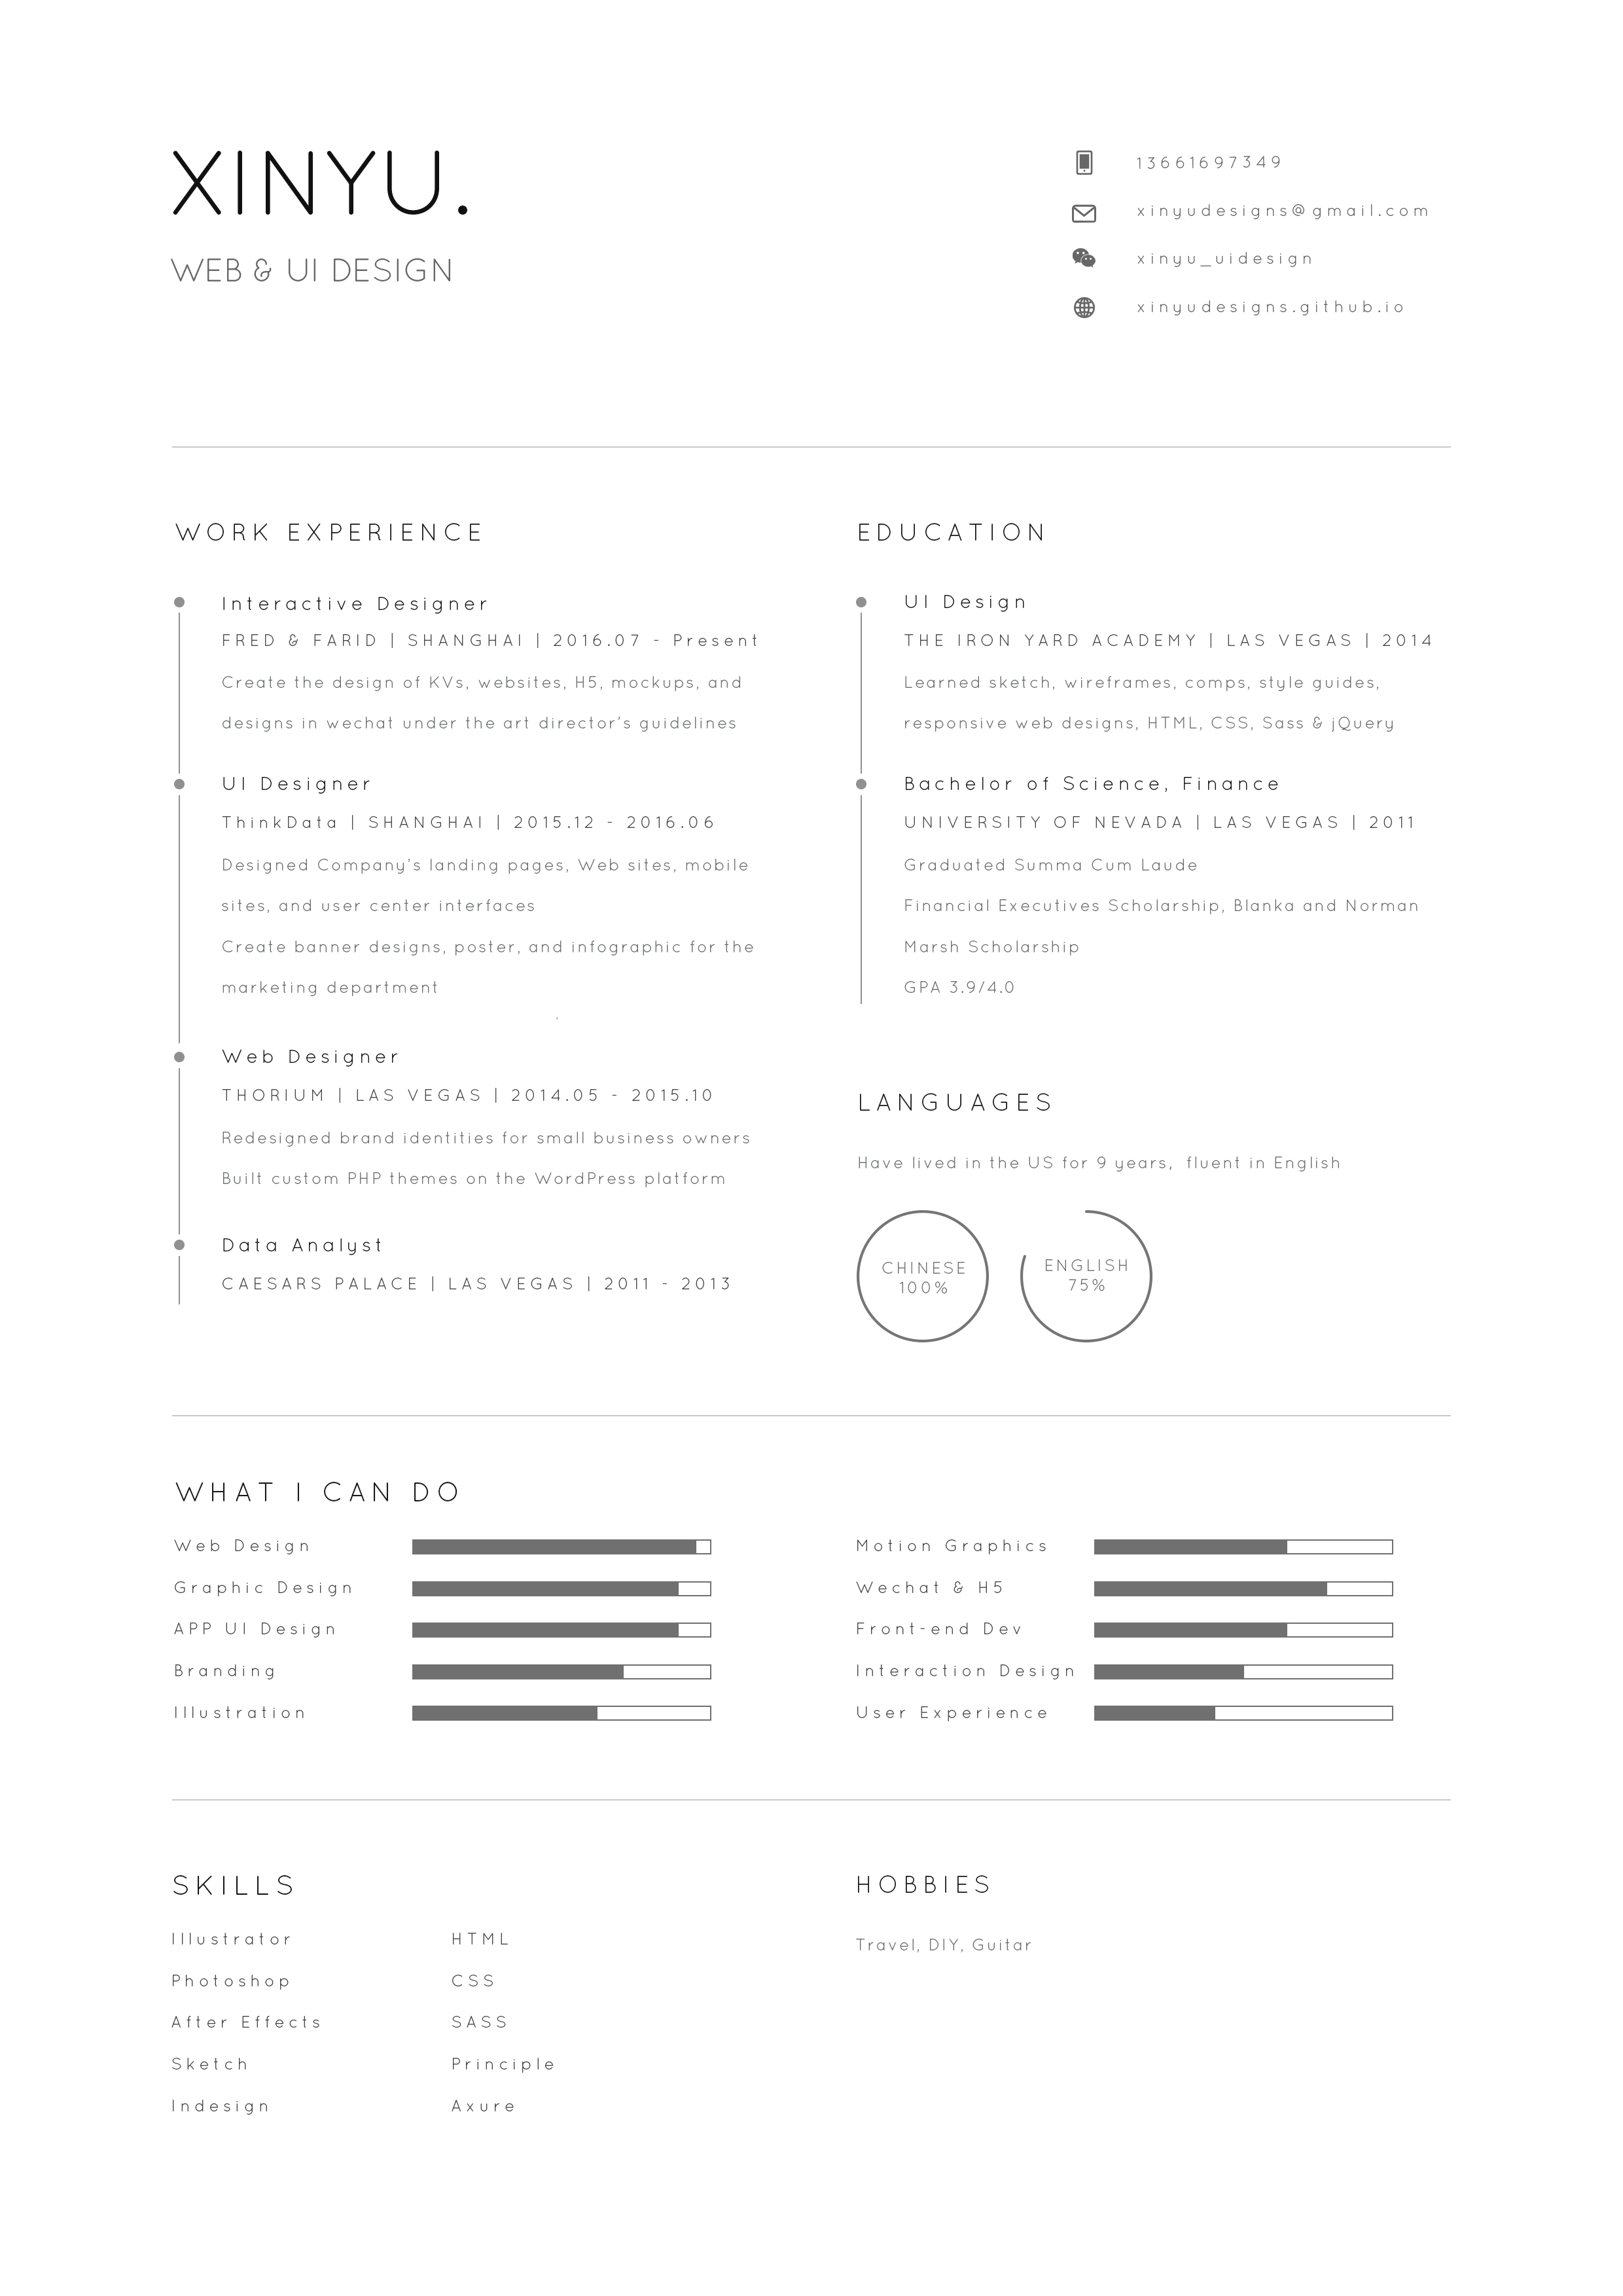 XINYU.
WEB & UI DESIGN
13661697349
xinyudesigns@gmail.com
xinyu_uidesign
xinyudesigns.github.io
WORK EXPERIENCE
Interactive Designer
FRED & FARID | SHANGHAI | 2016.07 - Present
Create the design of KVs, websites, H5, mockups, and
designs in wechat under the art director's guidelines
UI Designer
ThinkData | SHANGHAI | 2015.12 - 2016.06
Designed Company's landing pages, Web sites, mobile
sites, and user center interfaces
Create banner designs, poster, and infographic for the
marketing department
Web Designer
THORIUM | LAS VEGAS | 2014.05 - 2015.10
Redesigned brand identities for small business owners
Built custom PHP themes on the WordPress platform
Data Analyst
CAESARS PALACE | LAS VEGAS | 2011 - 2013
EDUCATION
UI Design
THE IRON YARD ACADEMY | LAS VEGAS | 2014
Learned sketch, wireframes, comps, style guides,
responsive web designs, HTML, CSS, Sass & jQuery
Bachelor of Science, Finance
UNIVERSITY OF NEVADA | LAS VEGAS | 2011
Graduated Summa Cum Laude
Financial Executives Scholarship, Blanka and Norman
Marsh Scholarship
GPA 3.9/4.0
LANGUAGES
Have lived in the US for 9 years, fluent in English
CHINESE
100%
ENGLISH
75%
WHAT I CAN DO
Web Design
Graphic Design
APP UI Design
Branding
Illustration
Motion Graphics
Wechat & H5
Front-end Dev
Interaction Design
User Experience
SKILLS
Illustrator
Photoshop
After Effects
Sketch
Indesign
HTML
CSS
SASS
Principle
Axure
HOBBIES
Travel, DIY, Guitar